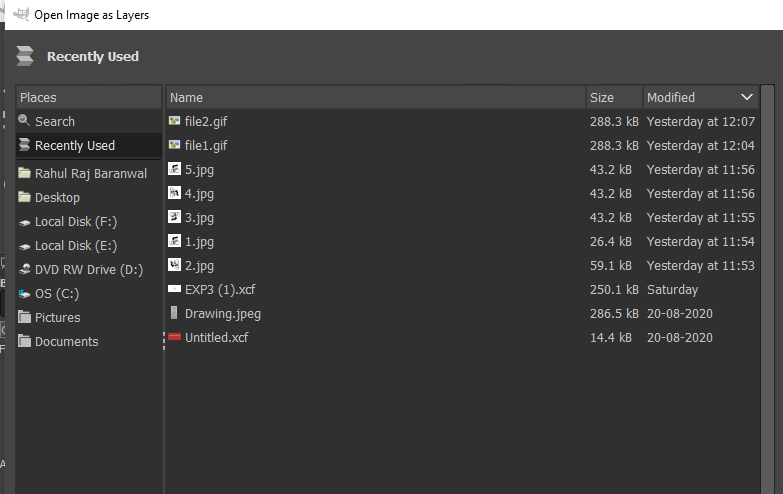 Open Image as Layers
Recently Used
Places
Name Size Modified
Search
file2.gif 288.3 kB Yesterday at 12:07
Recently Used
file1.gif 288.3 kB Yesterday at 12:04
5.jpg 43.2 kB Yesterday at 11:56
Rahul Raj Baranwal
4.jpg 43.2 kB Yesterday at 11:56
Desktop
3.jpg 43.2 kB Yesterday at 11:55
Local Disk (F:)
1.jpg 26.4 kB Yesterday at 11:54
Local Disk (E:)
2.jpg 59.1 kB Yesterday at 11:53
DVD RW Drive (D:)
EXP3 (1).xcf 250.1 kB Saturday
OS (C:)
Drawing.jpeg 286.5 kB 20-08-2020
Pictures
Untitled.xcf 14.4 kB 20-08-2020
Documents